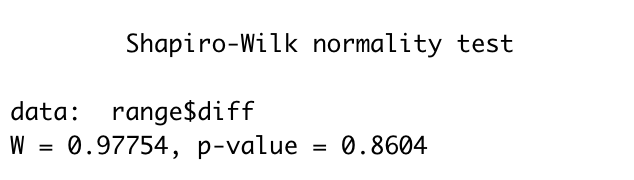 Shapiro-Wilk normality test
data:  range$diff
W = 0.97754, p-value = 0.8604